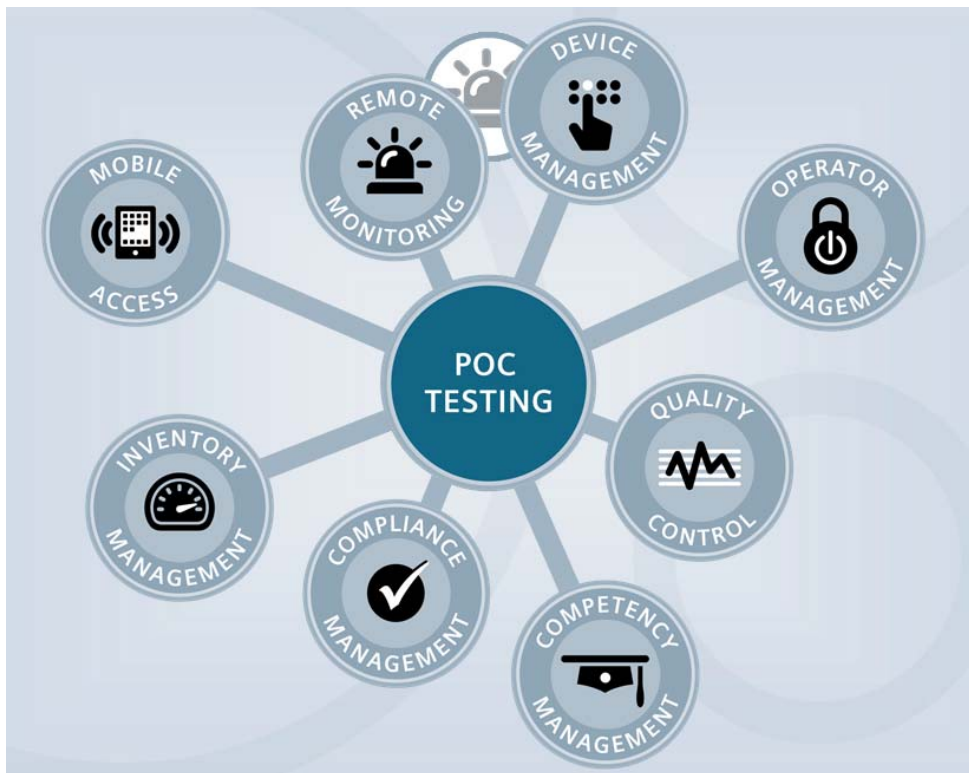 DEVICE
MANAGEMENT
REMOTE
MONITORING
MOBILE
ACCESS
OPERATOR
MANAGEMENT
POC
TESTING
QUALITY
CONTROL
INVENTORY
MANAGEMENT
COMPLIANCE
MANAGEMENT
COMPETENCY
MANAGEMENT